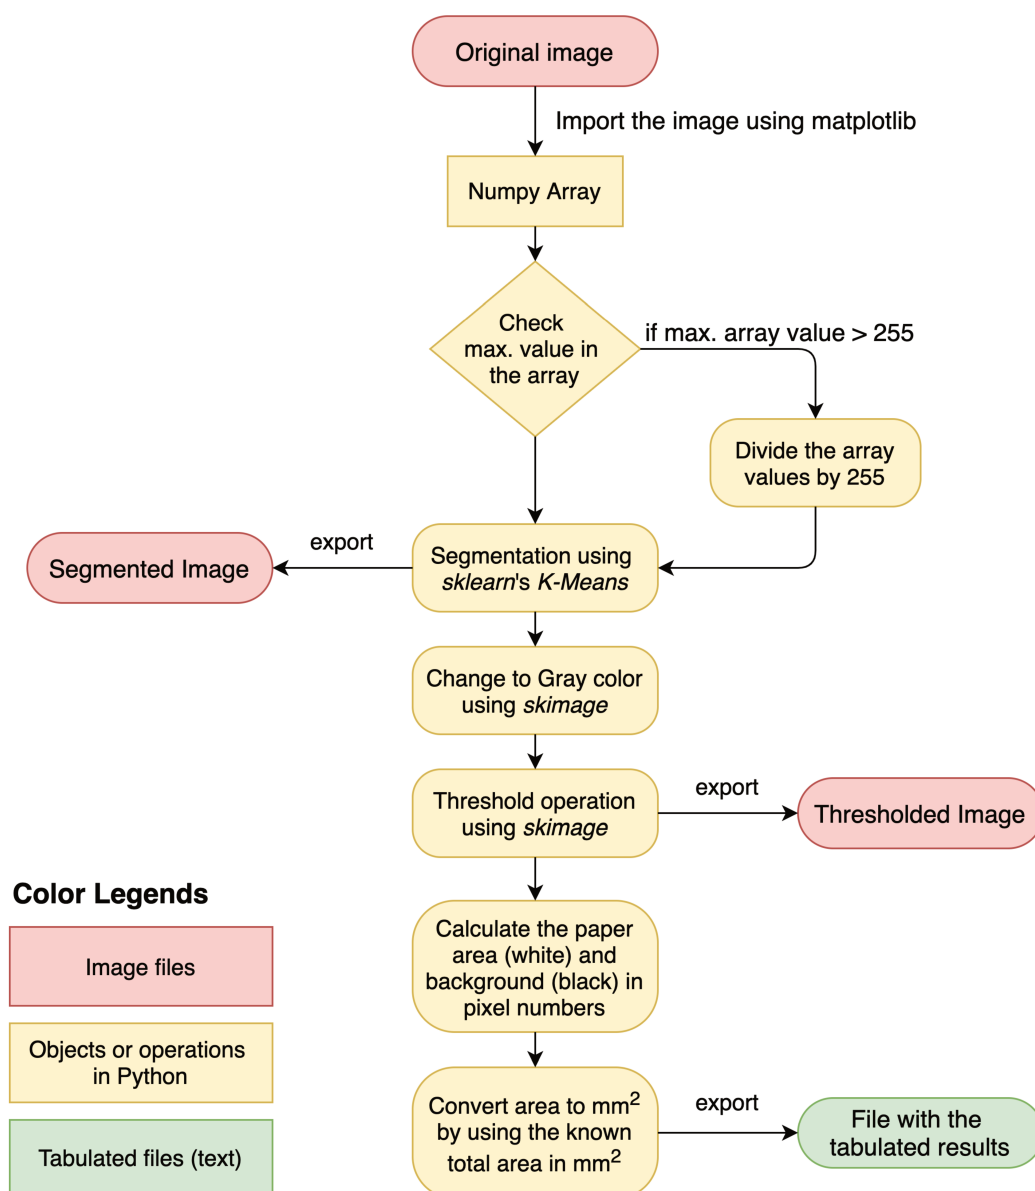 Original image
Import the image using matplotlib
Numpy Array
Check
max. value in
the array
if max. array value > 255
Divide the array
values by 255
export
Segmented Image
Segmentation using
sklearn's K-Means
Change to Gray color
using skimage
Threshold operation
using skimage
export
Thresholded Image
Calculate the paper
area (white) and
background (black) in
pixel numbers
Convert area to mm²
by using the known
total area in mm²
export
File with the
tabulated results
Color Legends
Image files
Objects or operations
in Python
Tabulated files (text)